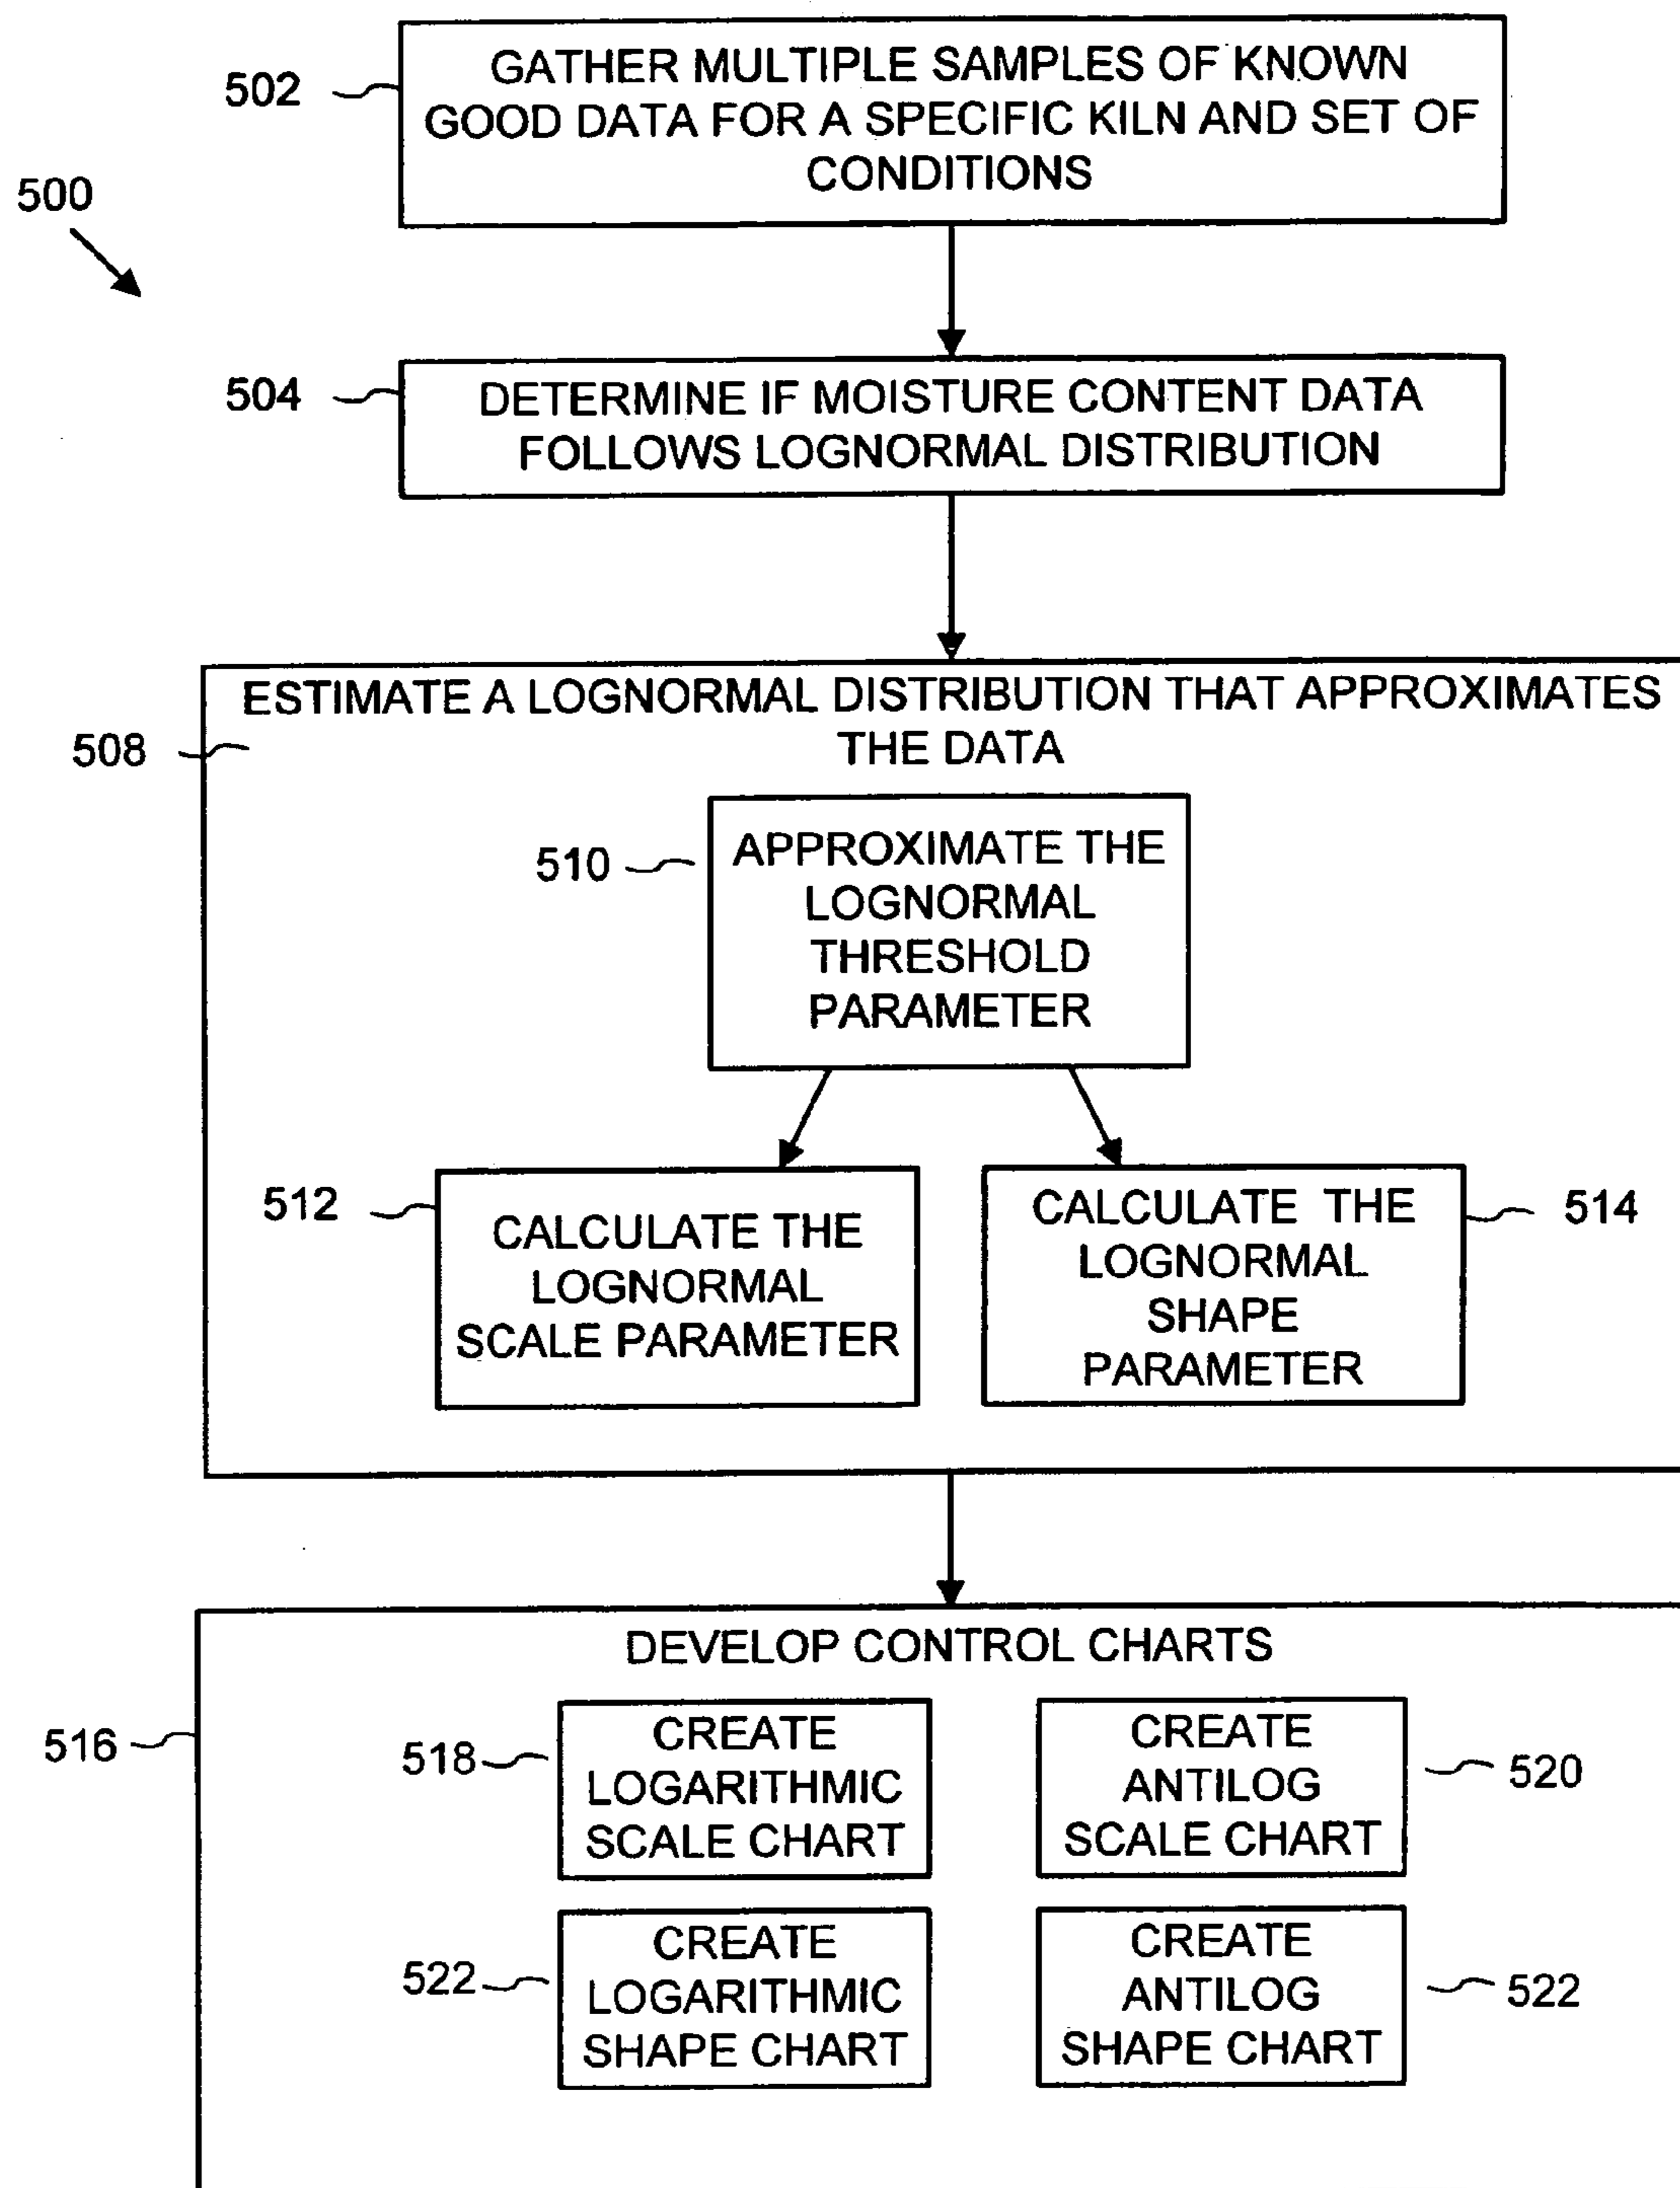 502
GATHER MULTIPLE SAMPLES OF KNOWN
GOOD DATA FOR A SPECIFIC KILN AND SET OF
CONDITIONS
500
504
DETERMINE IF MOISTURE CONTENT DATA
FOLLOWS LOGNORMAL DISTRIBUTION
ESTIMATE A LOGNORMAL DISTRIBUTION THAT APPROXIMATES
THE DATA
508
510
APPROXIMATE THE
LOGNORMAL
THRESHOLD
PARAMETER
512
CALCULATE THE
LOGNORMAL
SCALE PARAMETER
CALCULATE THE
LOGNORMAL
SHAPE
PARAMETER
514
DEVELOP CONTROL CHARTS
516
518
CREATE
LOGARITHMIC
SCALE CHART
CREATE
ANTILOG
SCALE CHART
520
522
CREATE
LOGARITHMIC
SHAPE CHART
CREATE
ANTILOG
SHAPE CHART
522